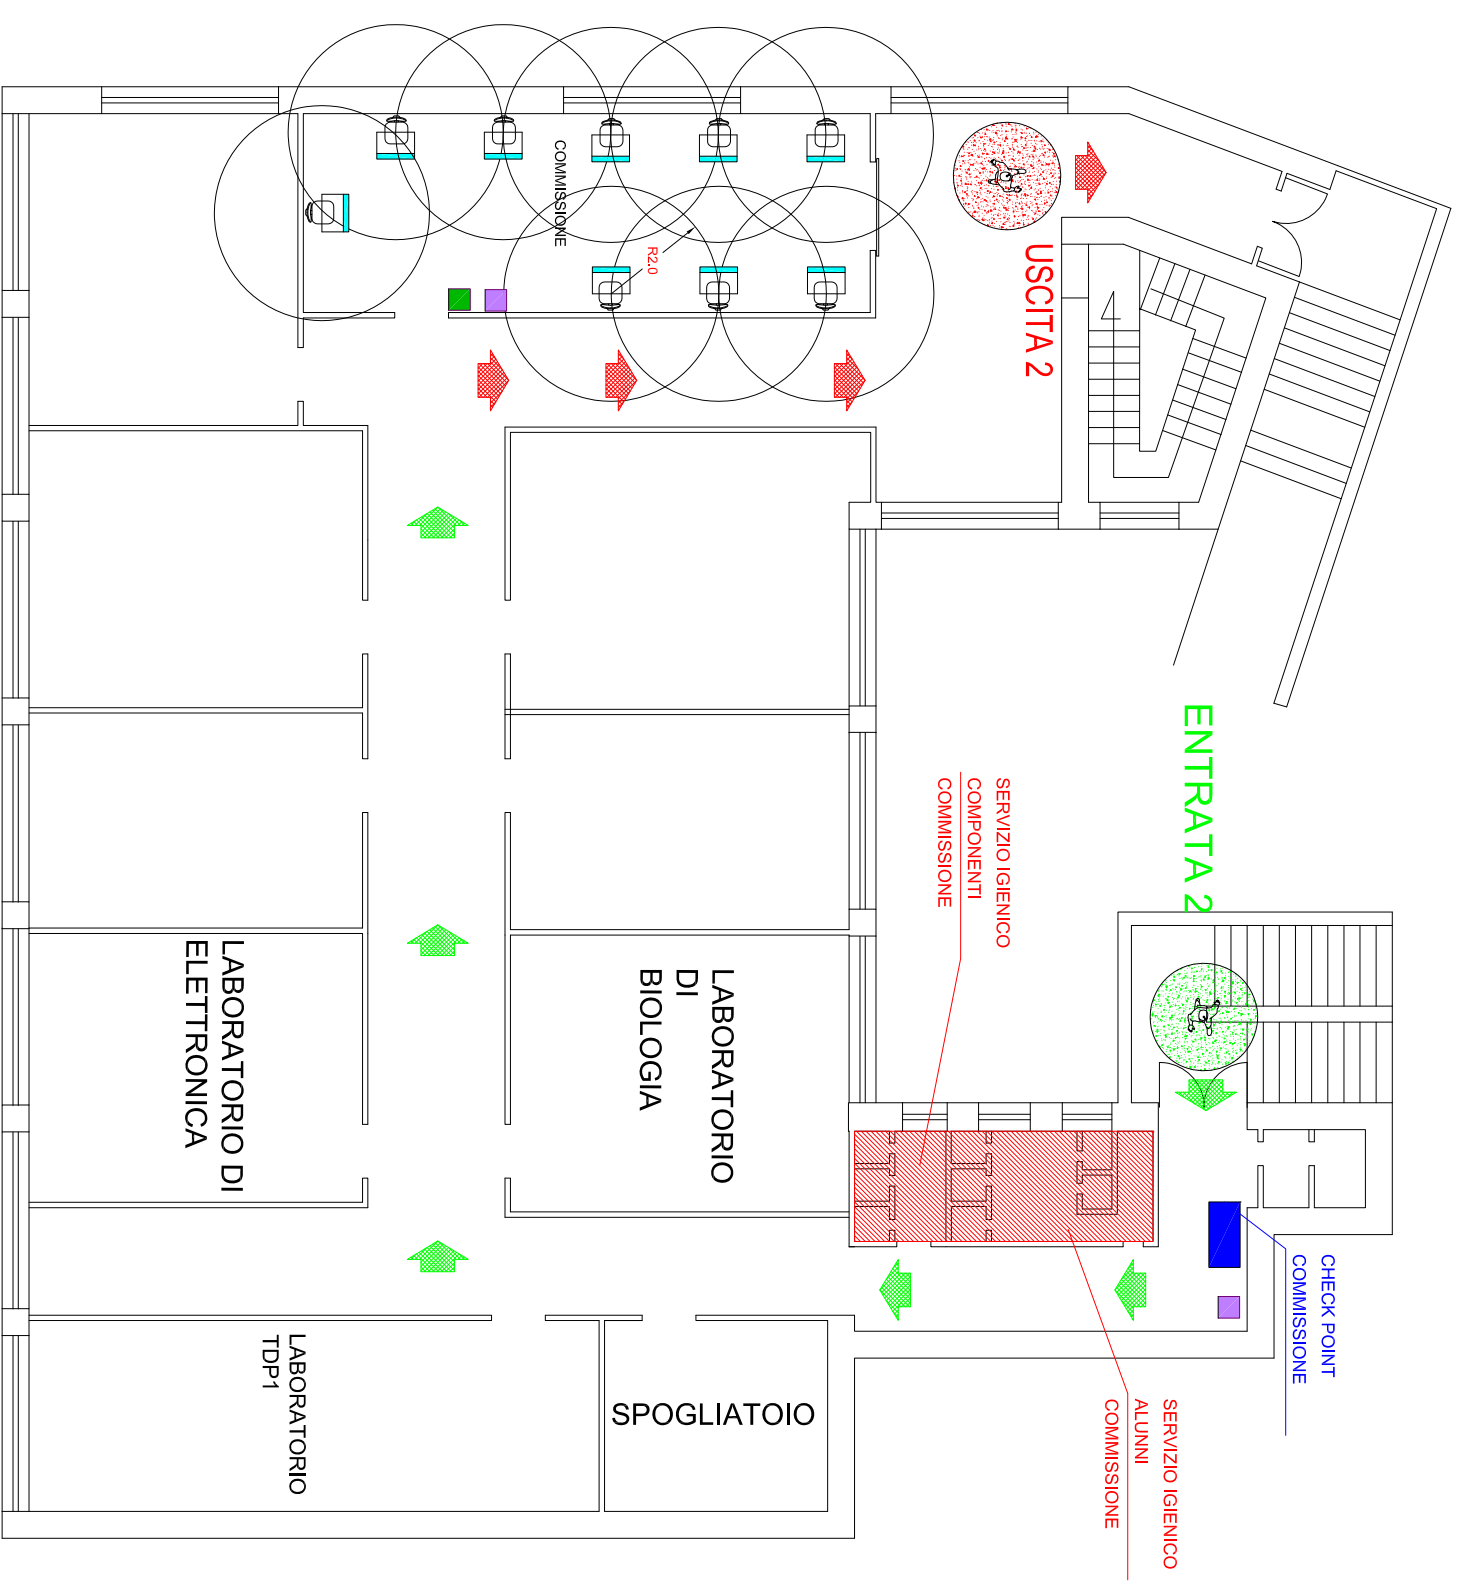 COMMISSIONE
R2.0
USCITA 2
ENTRATA 2
SERVIZIO IGIENICO
COMPONENTI
COMMISSIONE
LABORATORIO DI
ELETTRONICA
LABORATORIO
DI
BIOLOGIA
CHECK POINT
COMMISSIONE
LABORATORIO
TDP1
SPOGLIATOIO
SERVIZIO IGIENICO
ALUNNI
COMMISSIONE